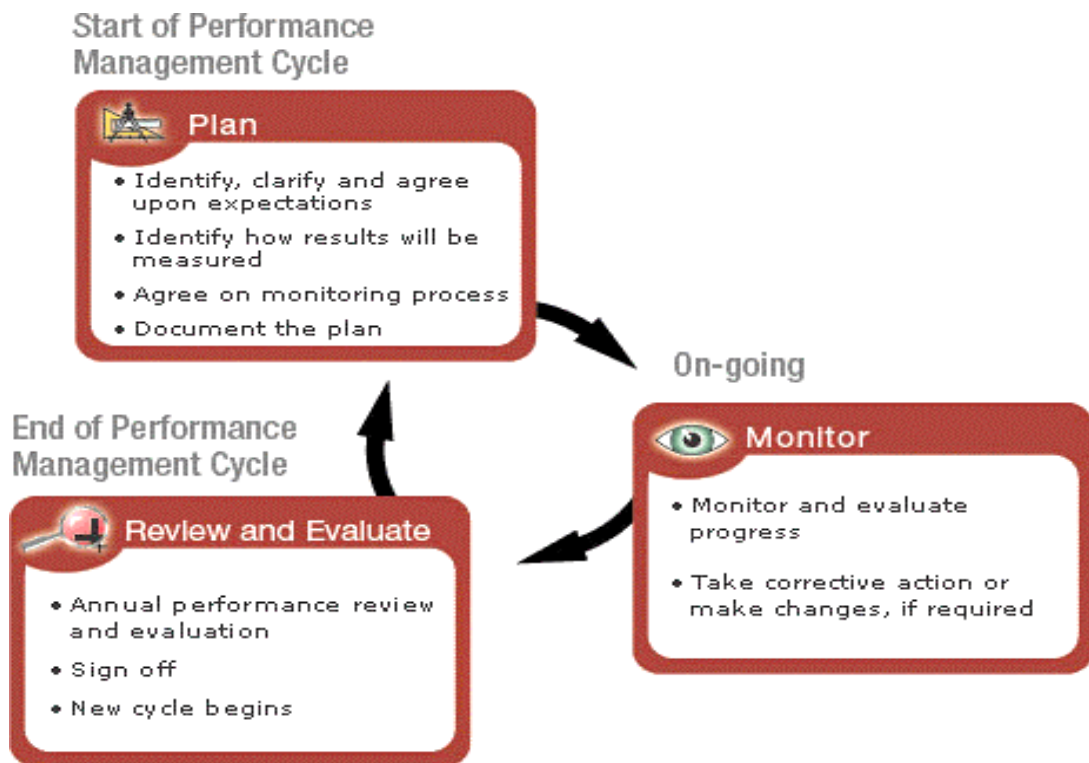 Start of Performance
Management Cycle
Plan
• Identify, clarify and agree
upon expectations
• Identify how results will be
measured
• Agree on monitoring process
• Document the plan
On-going
Monitor
• Monitor and evaluate
progress
• Take corrective action or
make changes, if required
End of Performance
Management Cycle
Review and Evaluate
• Annual performance review
and evaluation
• Sign off
• New cycle begins